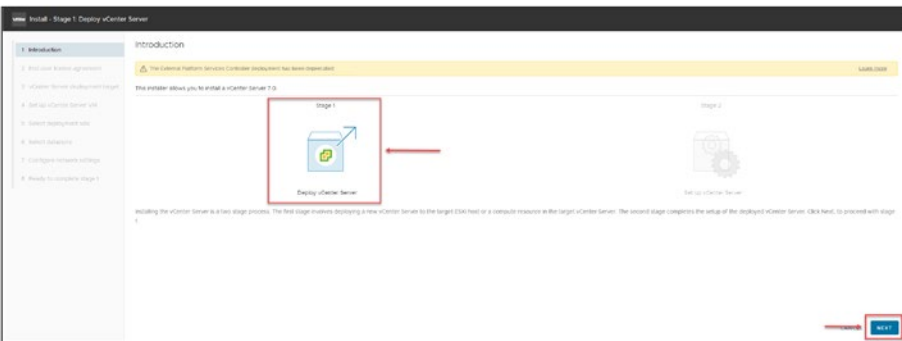 vmw Install - Stage 1: Deploy vCenter Server
1 Introduction
2 End user license agreement
3 vCenter Server deployment target
4 Set up vCenter Server VM
5 Select deployment size
6 Select datastore
7 Configure network settings
8 Ready to complete stage 1
Introduction
The External Platform Services Controller deployment has been deprecated.
Learn more
This installer allows you to install a vCenter Server 7.0.
Stage 1
Deploy vCenter Server
Stage 2
Set up vCenter Server
Installing the vCenter Server is a two stage process. The first stage involves deploying a new vCenter Server to the target ESXi host or a compute resource in the target vCenter Server. The second stage completes the setup of the deployed vCenter Server. Click Next, to proceed with stage
1.
CANCEL
NEXT